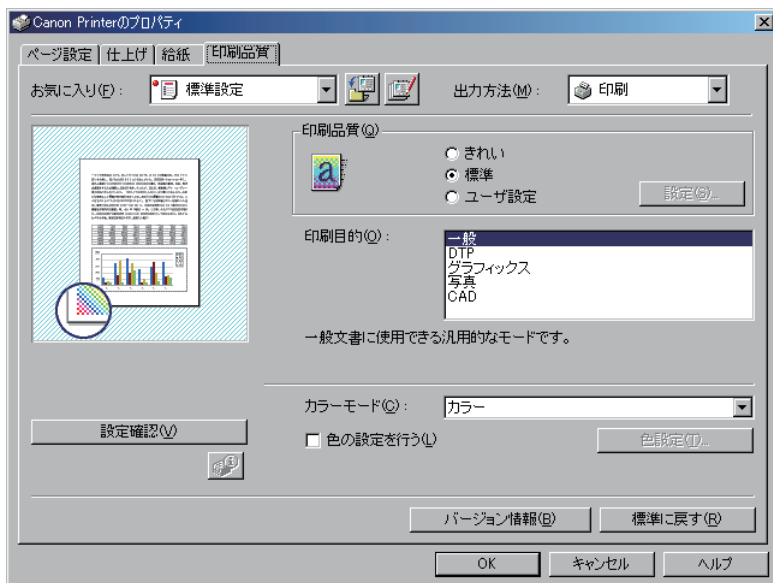 Canon Printerのプロパティ
ページ設定 仕上げ 給紙 印刷品質
お気に入り(F): 標準設定 出力方法(M): 印刷
印刷品質(Q)
きれい
標準
ユーザ設定 設定(S)...
印刷目的(O): 一般
DTP
グラフィックス
写真
CAD
一般文書に使用できる汎用的なモードです。
カラーモード(C): カラー
設定確認(V) 色の設定を行う(L) 色設定(T)...
バージョン情報(B) 標準に戻す(R)
OK キャンセル ヘルプ